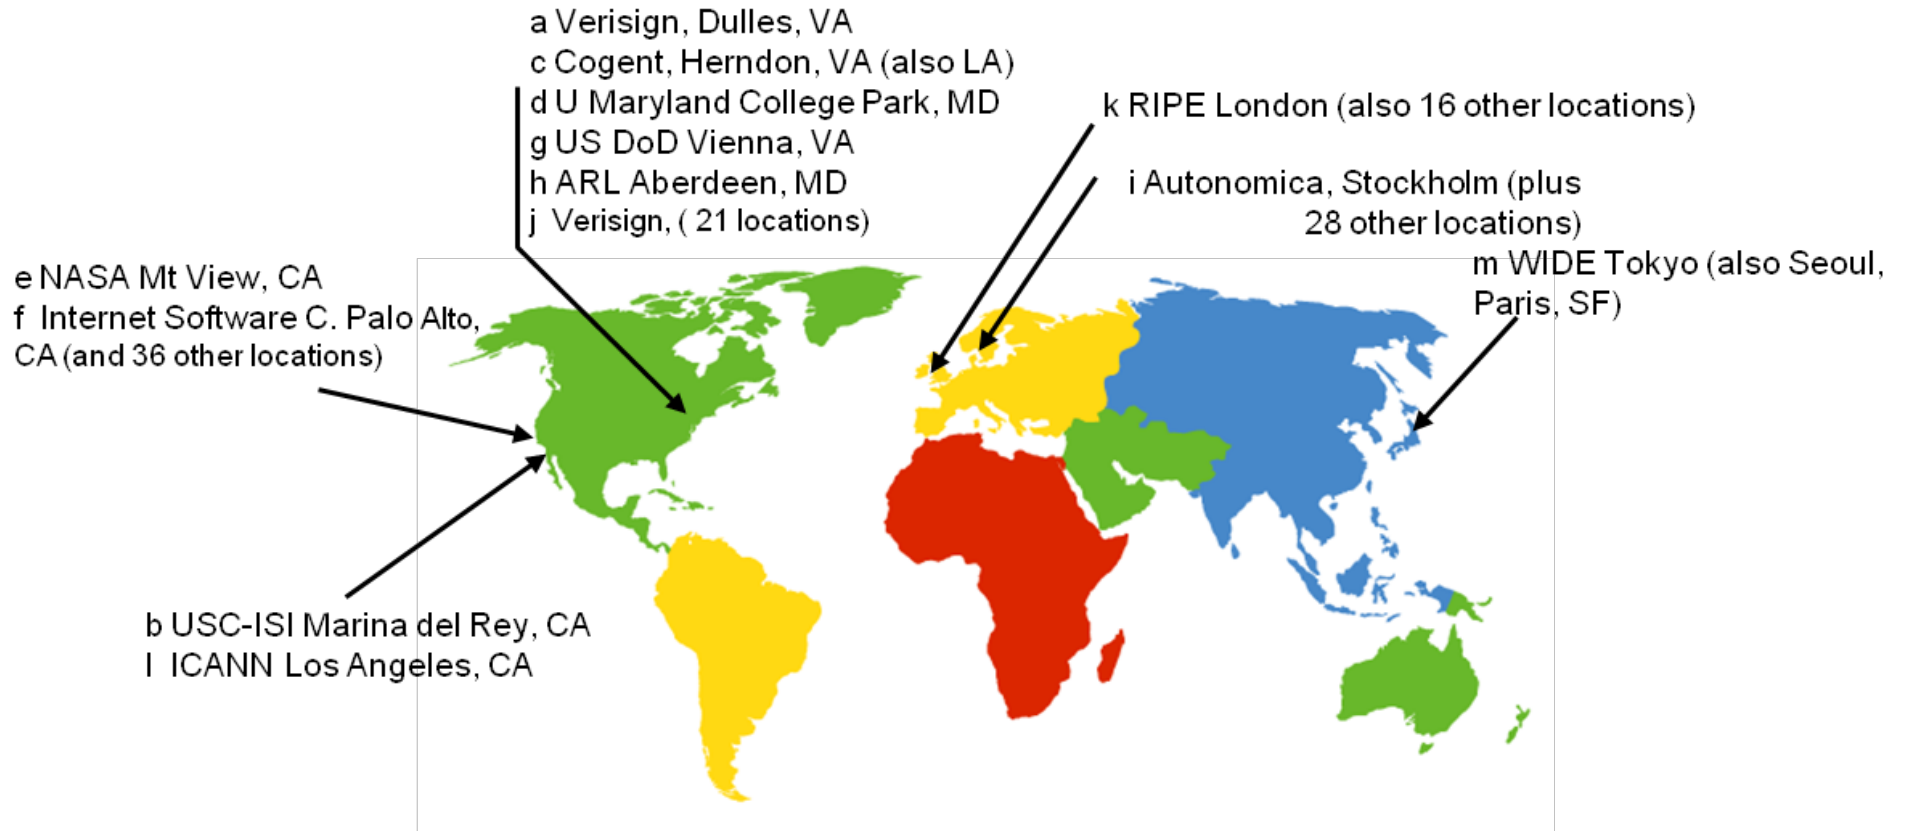 a Verisign, Dulles, VA
c Cogent, Herndon, VA (also LA)
d U Maryland College Park, MD
g US DoD Vienna, VA
h ARL Aberdeen, MD
j Verisign, ( 21 locations)
k RIPE London (also 16 other locations)
i Autonomica, Stockholm (plus
28 other locations)
m WIDE Tokyo (also Seoul,
Paris, SF)
e NASA Mt View, CA
f Internet Software C. Palo Alto,
CA (and 36 other locations)
b USC-ISI Marina del Rey, CA
l ICANN Los Angeles, CA